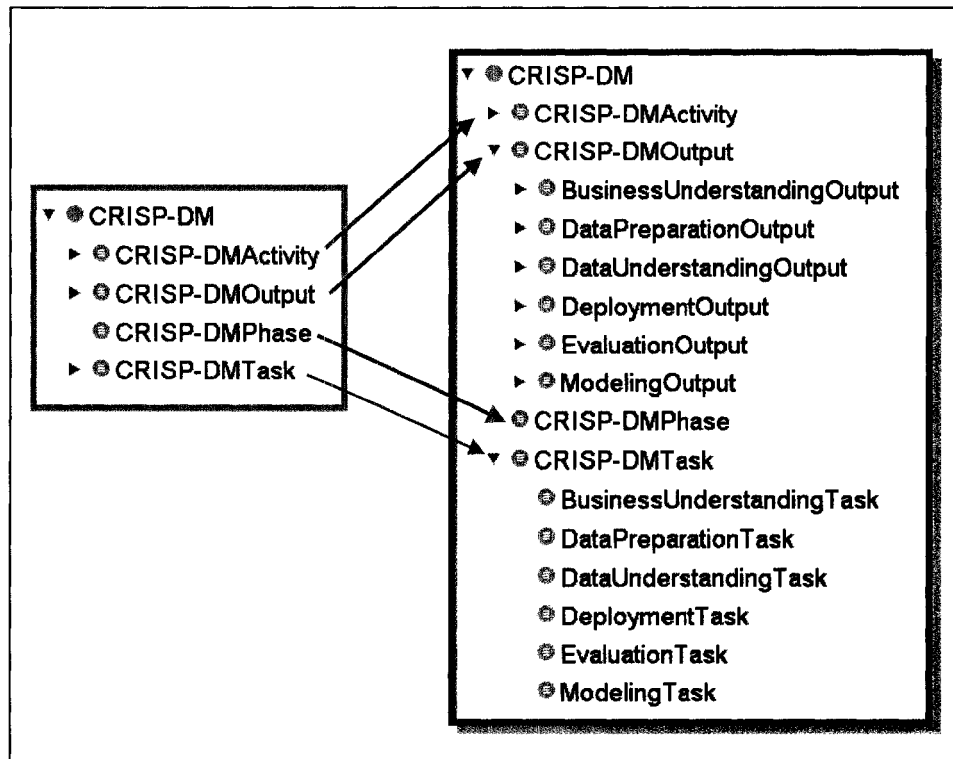 CRISP-DM
CRISP-DMActivity
CRISP-DMOutput
CRISP-DMPhase
CRISP-DMTask
CRISP-DM
CRISP-DMActivity
CRISP-DMOutput
BusinessUnderstandingOutput
DataPreparationOutput
DataUnderstandingOutput
DeploymentOutput
EvaluationOutput
ModelingOutput
CRISP-DMPhase
CRISP-DMTask
BusinessUnderstandingTask
DataPreparationTask
DataUnderstandingTask
DeploymentTask
EvaluationTask
ModelingTask